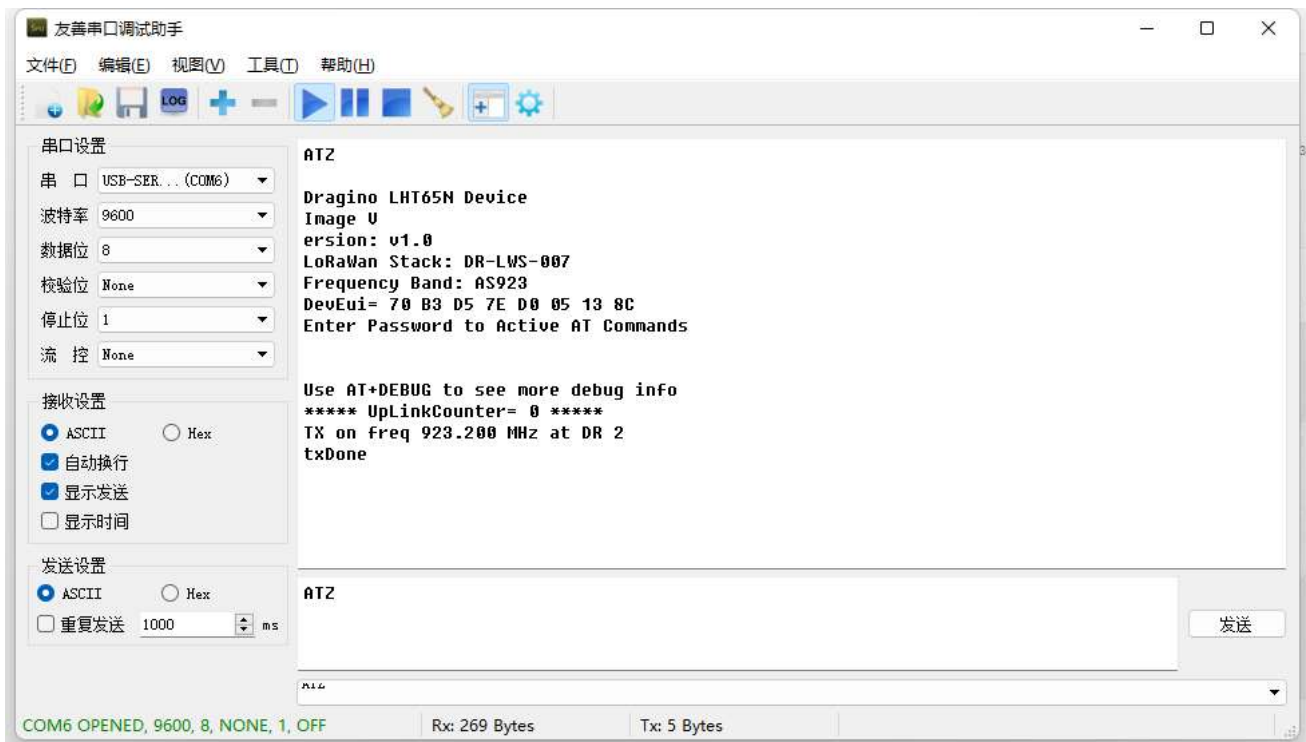 友善串口调试助手
文件(F) 编辑(E) 视图(V) 工具(T) 帮助(H)
LOG
串口设置
串 口 USB-SER...(COM6)
波特率 9600
数据位 8
校验位 None
停止位 1
流 控 None
接收设置
ASCII Hex
自动换行
显示发送
显示时间
发送设置
ASCII Hex
重复发送 1000 ms
ATZ
Dragino LHT65N Device
Image V
ersion: v1.0
LoRaWan Stack: DR-LWS-007
Frequency Band: AS923
DevEui= 70 B3 D5 7E D0 05 13 8C
Enter Password to Active AT Commands
Use AT+DEBUG to see more debug info
***** UpLinkCounter= 0 *****
TX on freq 923.200 MHz at DR 2
txDone
ATZ
发送
ATZ
COM6 OPENED, 9600, 8, NONE, 1, OFF Rx: 269 Bytes Tx: 5 Bytes